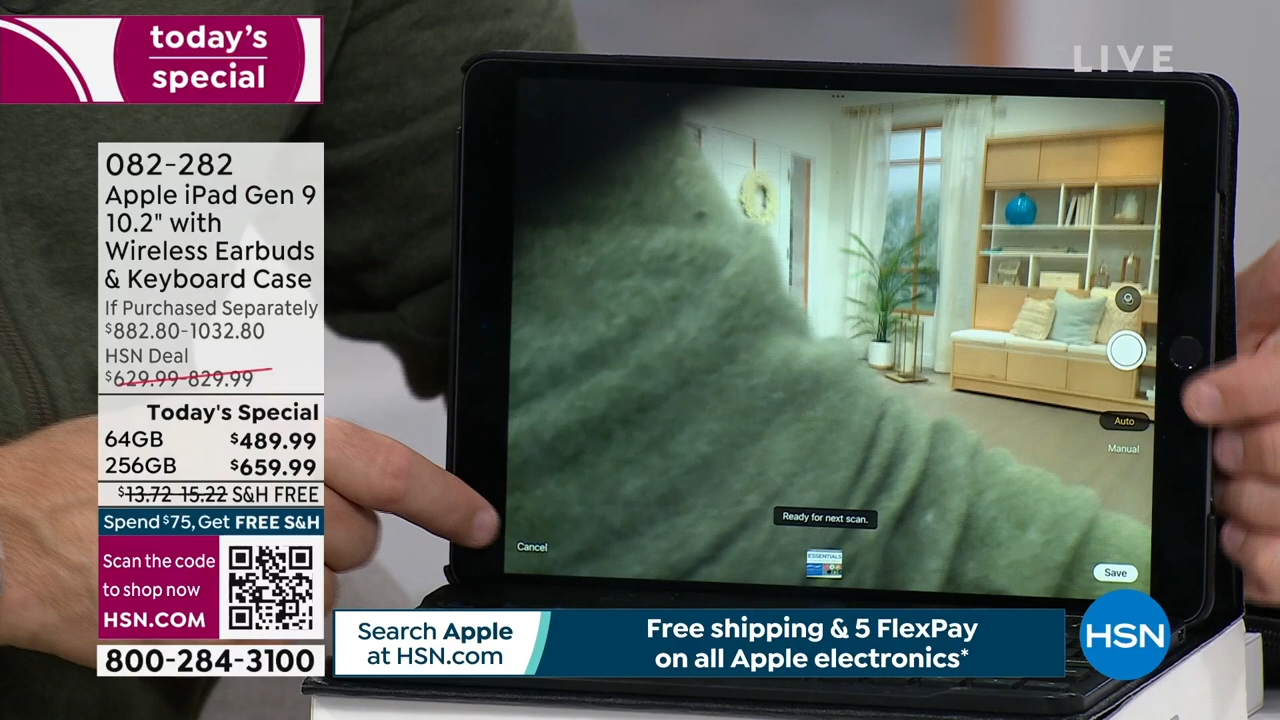 today's
special
LIVE
082-282
Apple iPad Gen 9
10.2" with
Wireless Earbuds
& Keyboard Case
If Purchased Separately
$882.80-1032.80
HSN Deal
$629.99-829.99
Today's Special
64GB $489.99
256GB $659.99
$13.72-15.22 S&H FREE
Spend $75, Get FREE S&H
Scan the code
to shop now
HSN.COM
800-284-3100
Auto
Manual
Ready for next scan.
Cancel
ESSENTIALS
Save
Search Apple
at HSN.com
Free shipping & 5 FlexPay
on all Apple electronics*
HSN